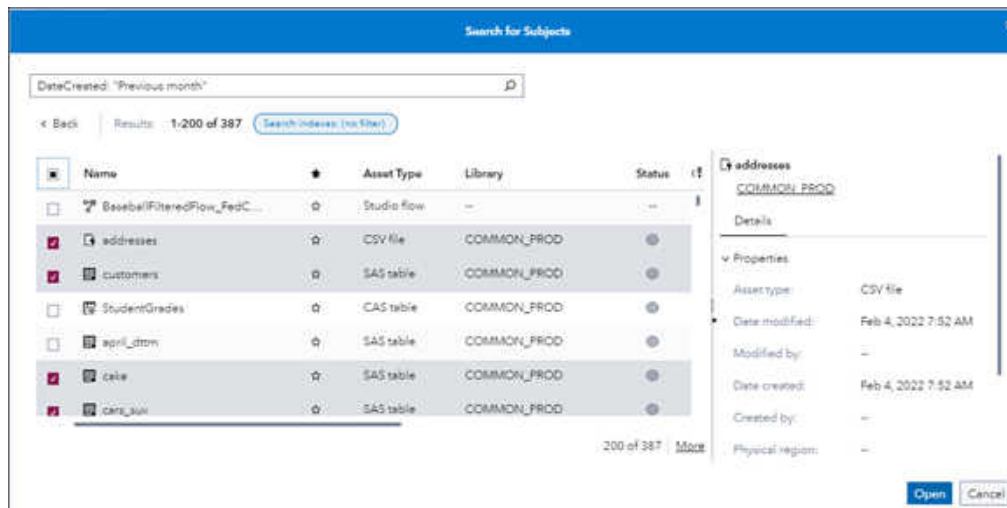 Search for Subjects
DateCreated: "Previous month"
< Back Results: 1-200 of 387 Search indexes: (no filter)
Name Asset Type Library Status
BaseballFilteredFlow_FedC... Studio flow -- --
addresses CSV file COMMON_PROD
customers SAS table COMMON_PROD
StudentGrades CAS table COMMON_PROD
april_dttm SAS table COMMON_PROD
cake SAS table COMMON_PROD
cars_suv SAS table COMMON_PROD
200 of 387 More
addresses
COMMON_PROD
Details
Properties
Asset type: CSV file
Date modified: Feb 4, 2022 7:52 AM
Modified by: --
Date created: Feb 4, 2022 7:52 AM
Created by: --
Physical region: --
Open Cancel